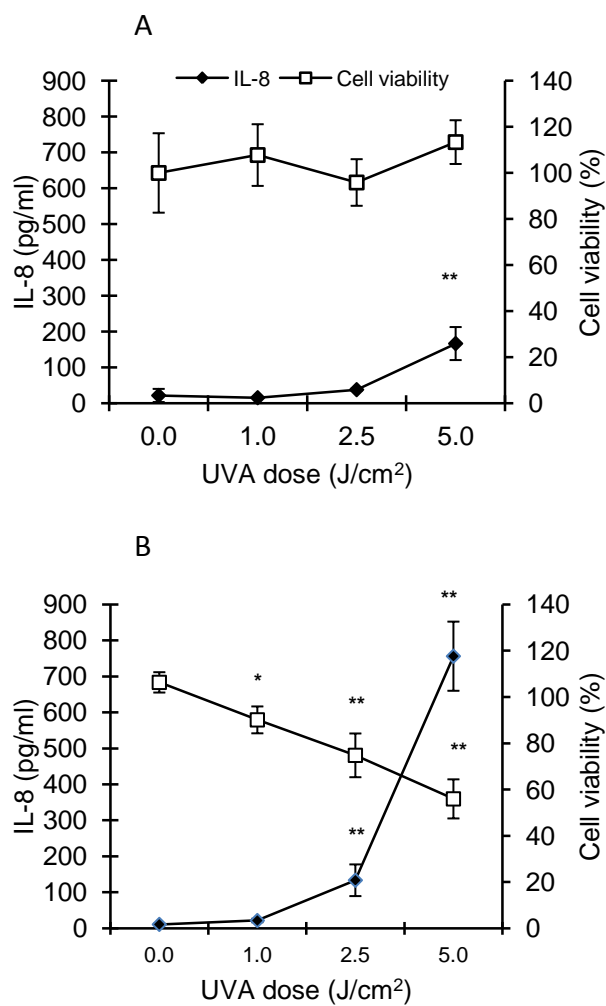 A
IL-8 Cell viability
900 140
800 120
700 100
600
500 80
400 60
300 40
200
100 20
0 0
IL-8 (pg/ml)
Cell viability (%)
**
0.0 1.0 2.5 5.0
UVA dose (J/cm²)
B
900 140
800 120
700 100
600
500 80
400 60
300 40
200
100 20
0 0
IL-8 (pg/ml)
Cell viability (%)
**
*
**
**
**
0.0 1.0 2.5 5.0
UVA dose (J/cm²)